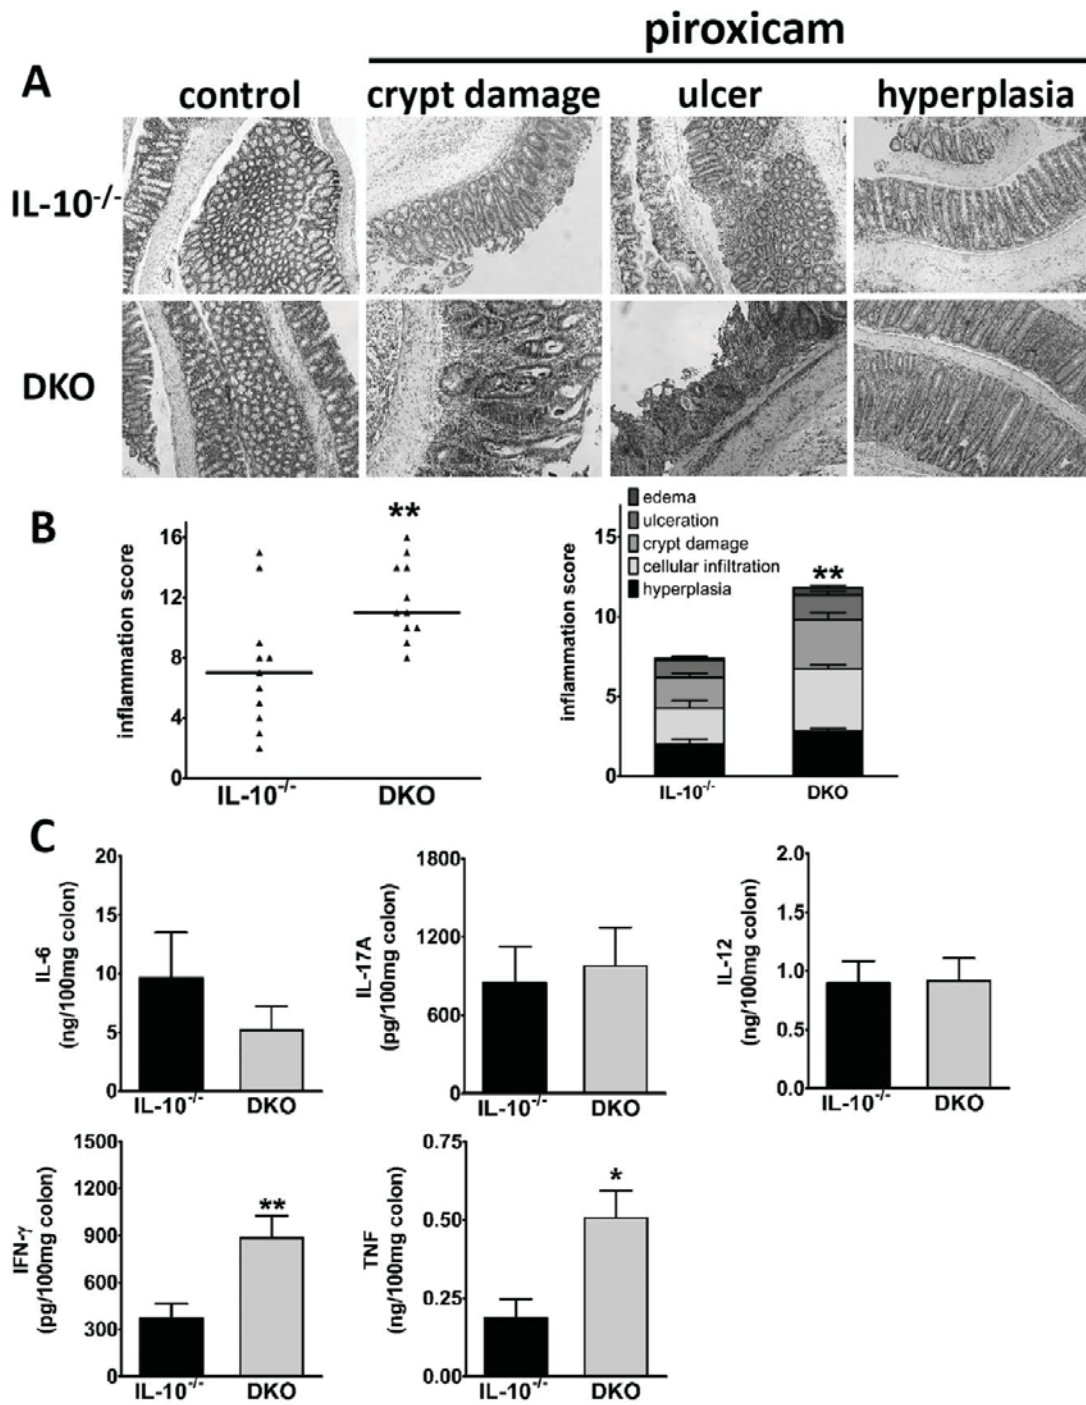 piroxicam
A
control
crypt damage
ulcer
hyperplasia
IL-10-/-
DKO
B
inflammation score
16
12
8
4
0
**
IL-10-/-
DKO
inflammation score
15
10
5
0
edema
ulceration
crypt damage
cellular infiltration
hyperplasia
**
IL-10-/-
DKO
C
IL-6
(ng/100mg colon)
20
15
10
5
0
IL-10-/-
DKO
IL-17A
(pg/100mg colon)
1800
1200
600
0
IL-10-/-
DKO
IL-12
(ng/100mg colon)
2.0
1.5
1.0
0.5
0.0
IL-10-/-
DKO
IFN-γ
(pg/100mg colon)
1500
1200
900
600
300
0
**
IL-10-/-
DKO
TNF
(ng/100mg colon)
0.75
0.50
0.25
0.00
*
IL-10-/-
DKO